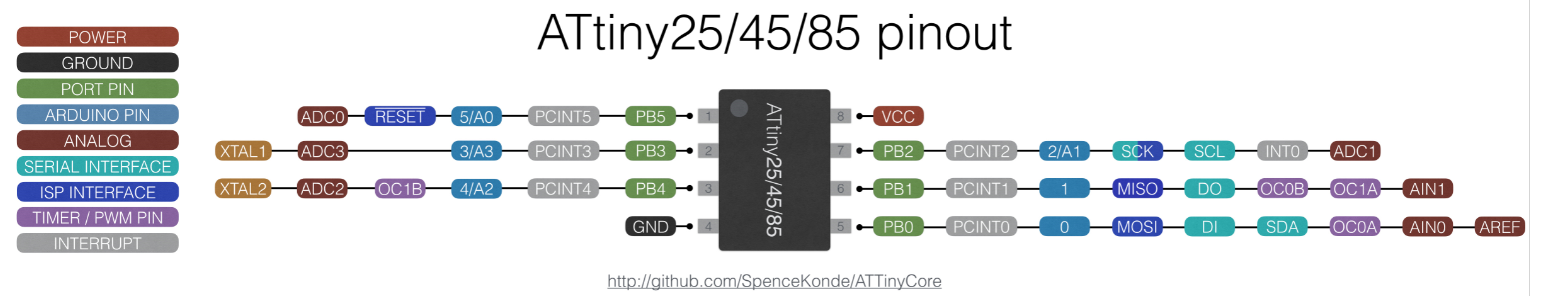 ATtiny25/45/85 pinout
POWER
GROUND
PORT PIN
ARDUINO PIN
ANALOG
SERIAL INTERFACE
ISP INTERFACE
TIMER / PWM PIN
INTERRUPT
ADC0 RESET 5/A0 PCINT5 PB5 1
XTAL1 ADC3 3/A3 PCINT3 PB3 2
XTAL2 ADC2 OC1B 4/A2 PCINT4 PB4 3
GND 4
ATtiny25/45/85
8 VCC
7 PB2 PCINT2 2/A1 SCK SCL INT0 ADC1
6 PB1 PCINT1 1 MISO DO OC0B OC1A AIN1
5 PB0 PCINT0 0 MOSI DI SDA OC0A AIN0 AREF
http://github.com/SpenceKonde/ATTinyCore